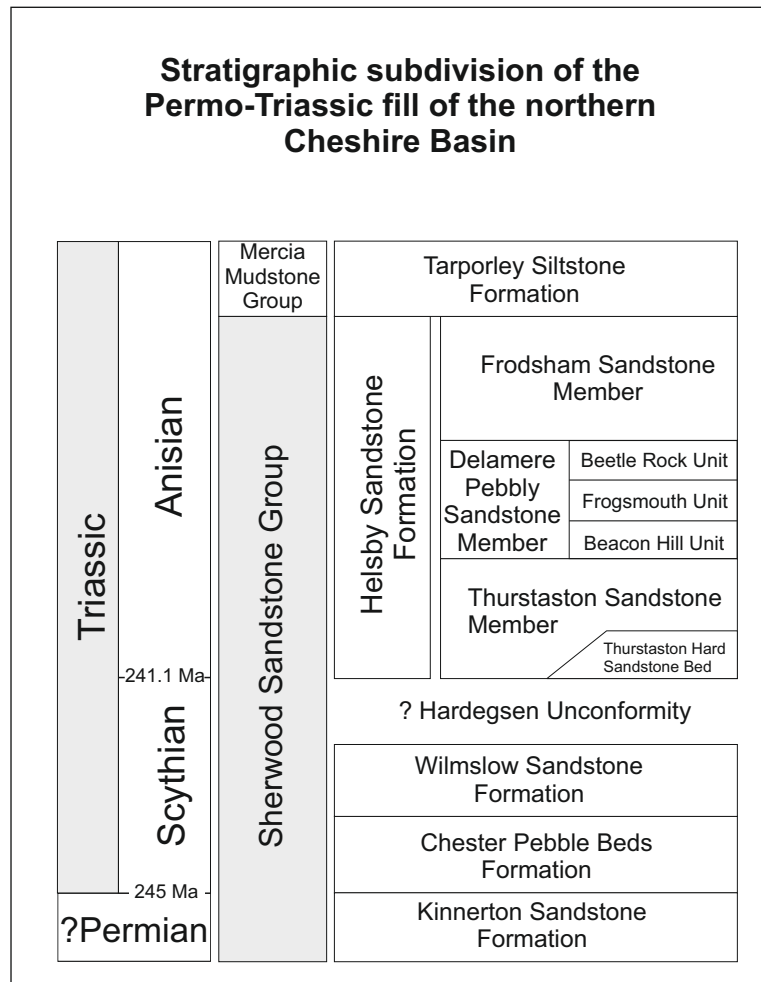 Stratigraphic subdivision of the
Permo-Triassic fill of the northern
Cheshire Basin
Triassic
Anisian
241.1 Ma
Scythian
245 Ma
?Permian
Mercia
Mudstone
Group
Sherwood Sandstone Group
Tarporley Siltstone
Formation
Helsby Sandstone
Formation
Frodsham Sandstone
Member
Delamere
Pebbly
Sandstone
Member
Beetle Rock Unit
Frogsmouth Unit
Beacon Hill Unit
Thurstaston Sandstone
Member
Thurstaston Hard
Sandstone Bed
? Hardegsen Unconformity
Wilmslow Sandstone
Formation
Chester Pebble Beds
Formation
Kinnerton Sandstone
Formation